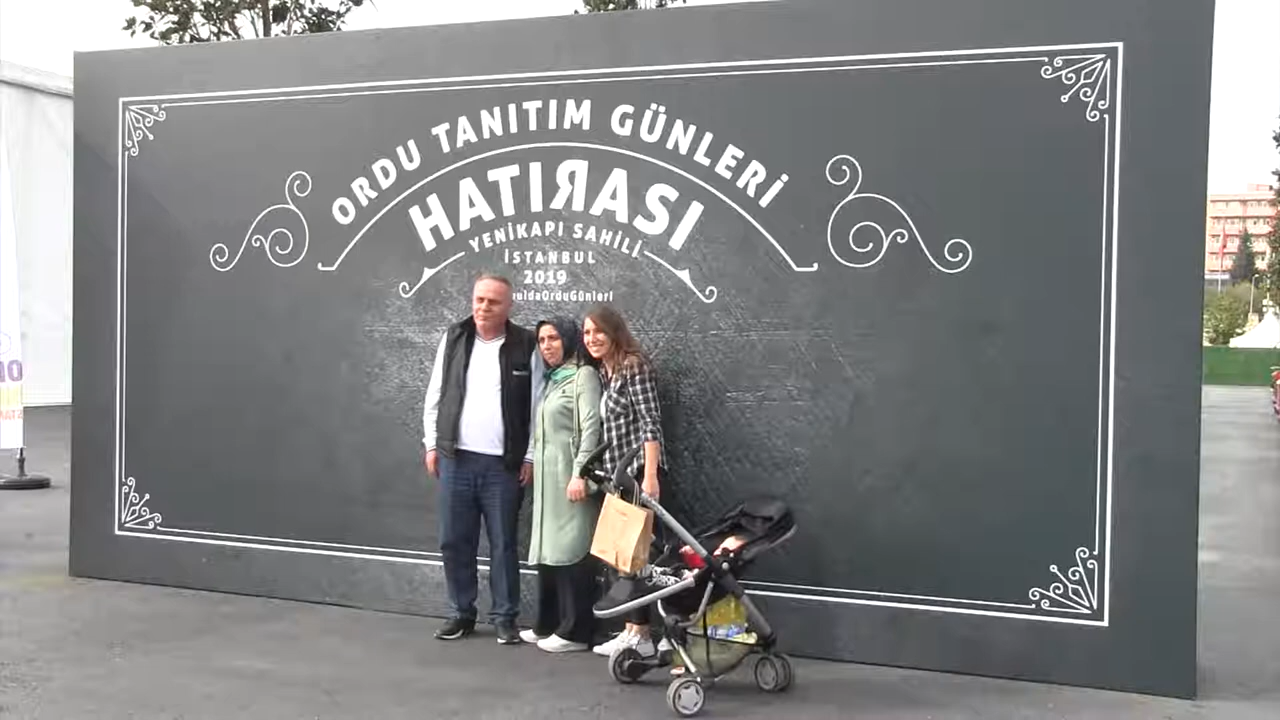 ORDU TANITIM GÜNLERİ
HATIRASI
YENİKAPI SAHİLİ
İSTANBUL
2019